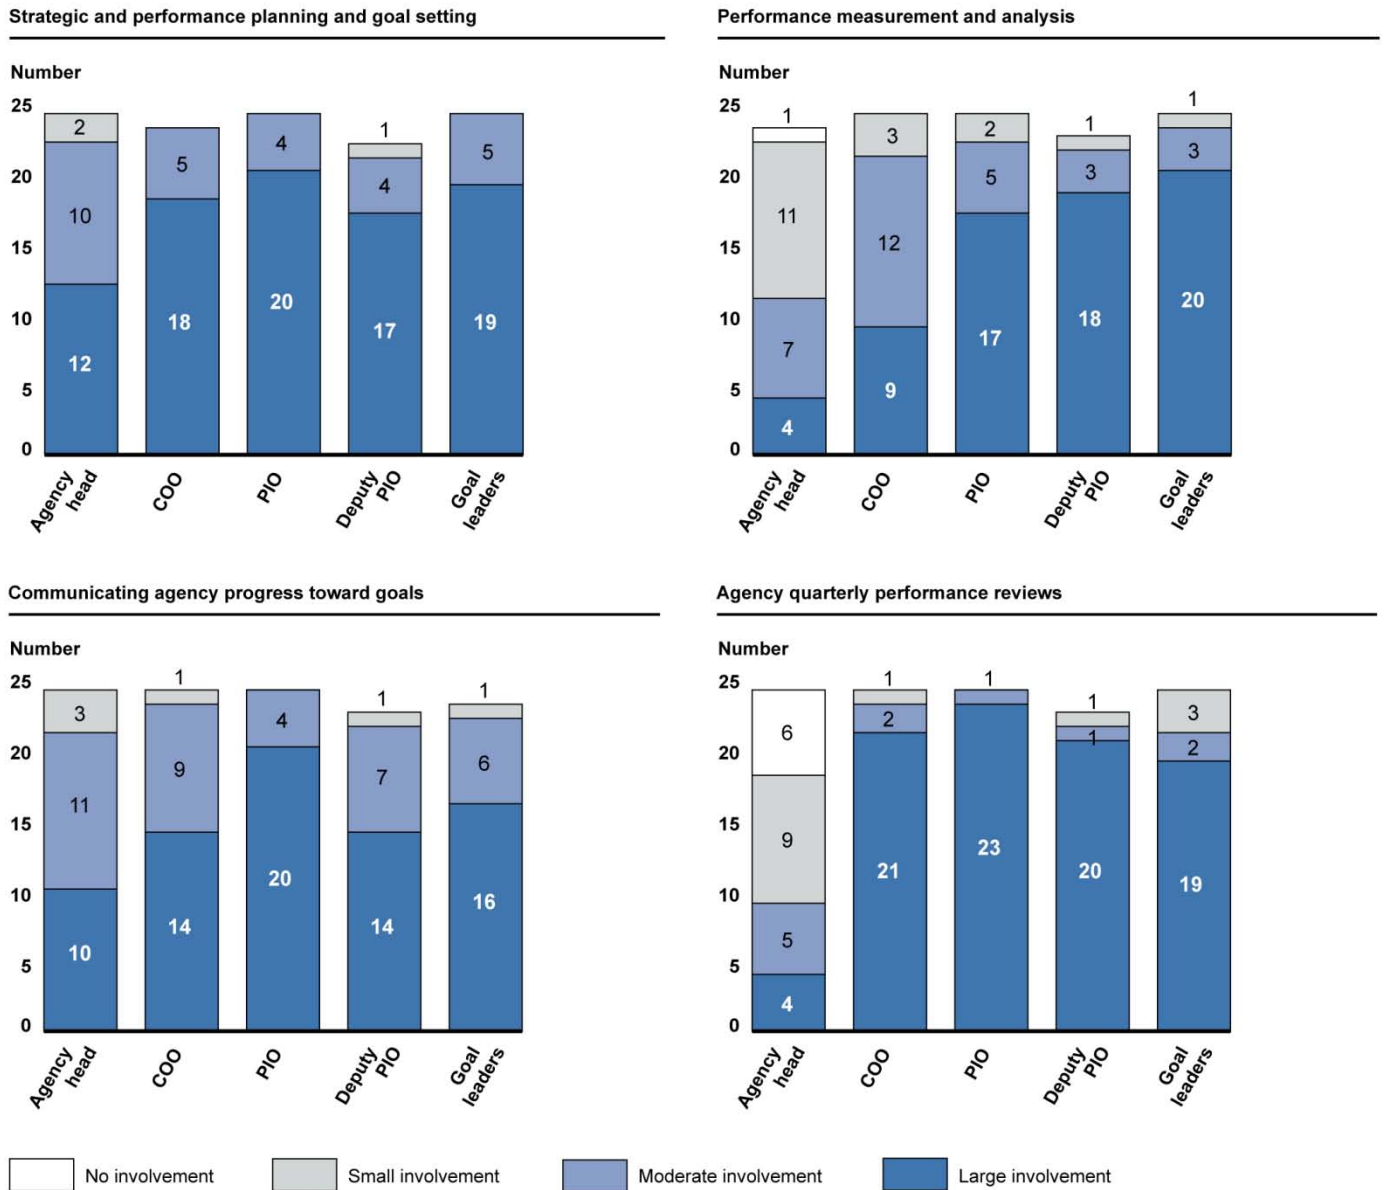 Strategic and performance planning and goal setting
Number
25
20
15
10
5
0
2
10
12
5
18
4
20
1
4
17
5
19
Agency head
COO
PIO
Deputy PIO
Goal leaders
Performance measurement and analysis
Number
25
20
15
10
5
0
1
11
7
4
3
12
9
2
5
17
1
3
18
1
3
20
Agency head
COO
PIO
Deputy PIO
Goal leaders
Communicating agency progress toward goals
Number
25
20
15
10
5
0
3
11
10
1
9
14
4
20
1
7
14
1
6
16
Agency head
COO
PIO
Deputy PIO
Goal leaders
Agency quarterly performance reviews
Number
25
20
15
10
5
0
6
9
5
4
1
2
21
1
23
1
1
20
3
2
19
Agency head
COO
PIO
Deputy PIO
Goal leaders
No involvement
Small involvement
Moderate involvement
Large involvement